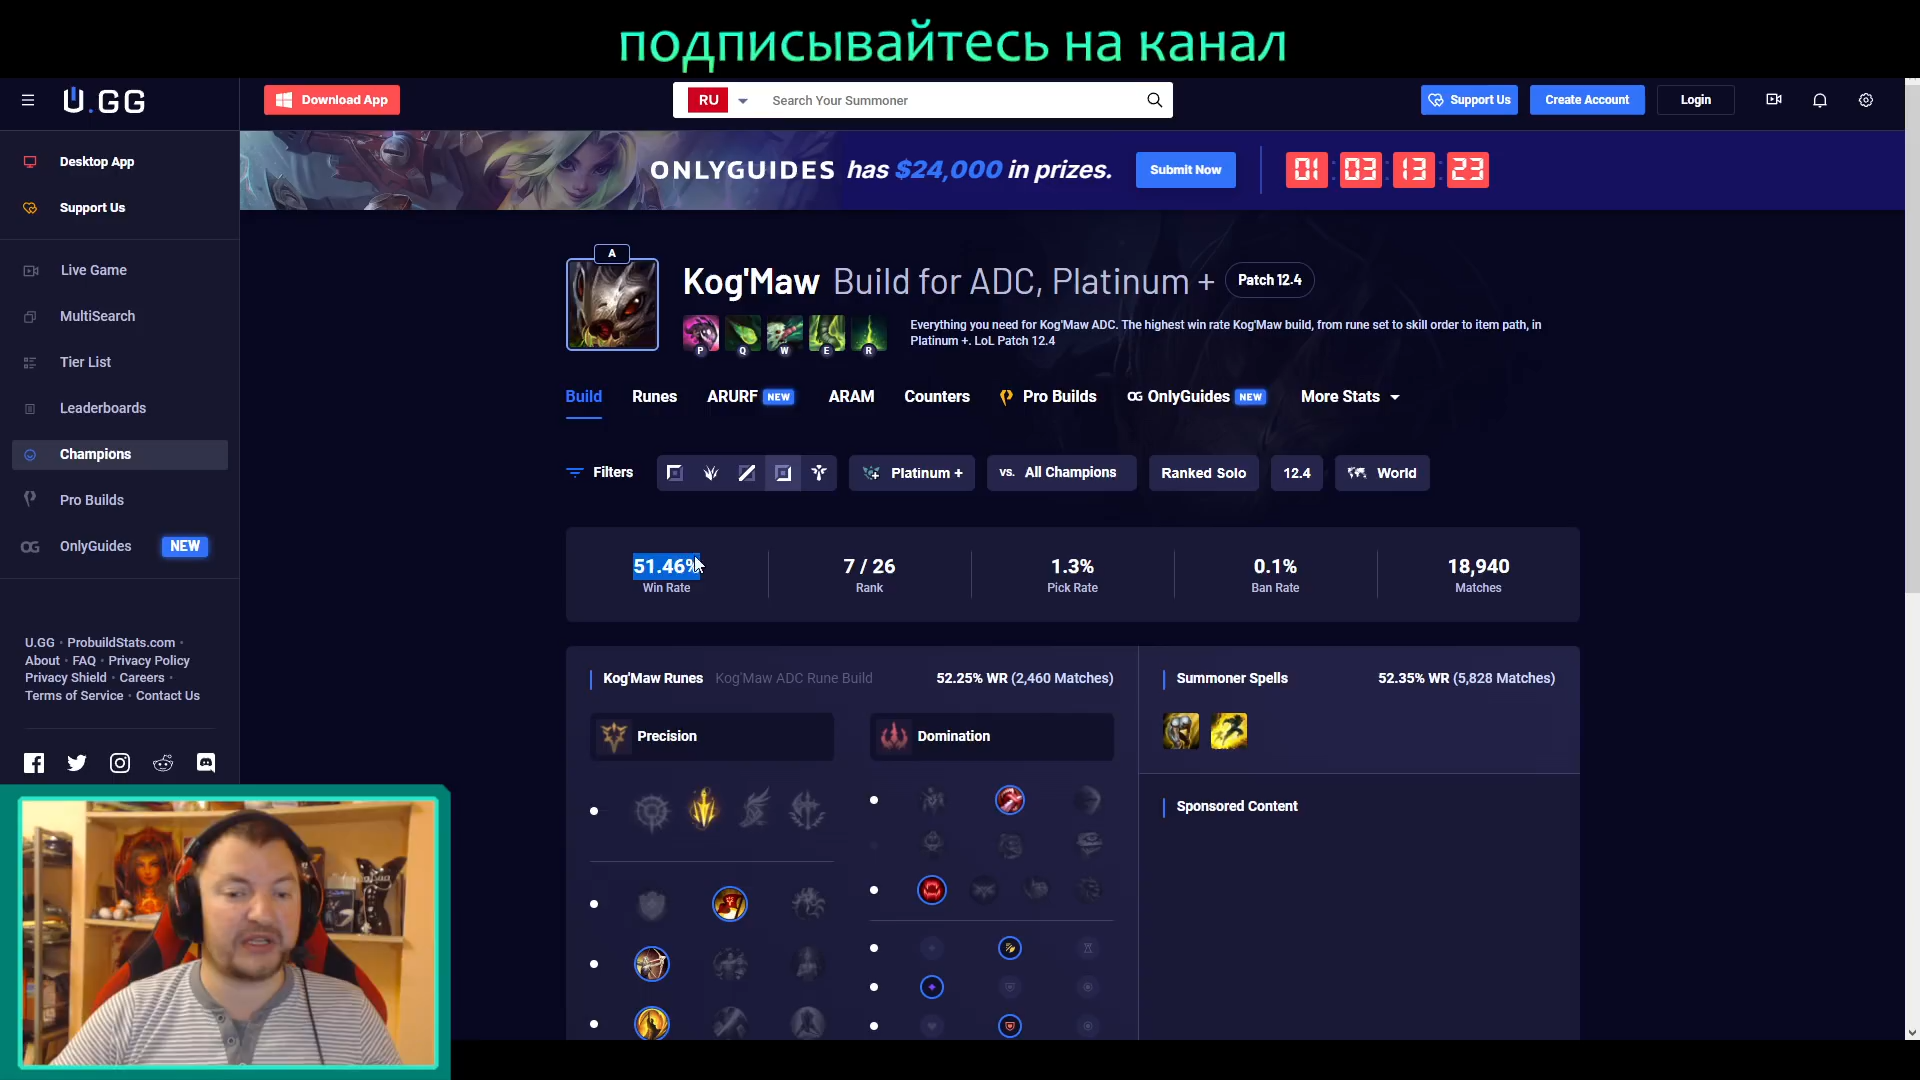 подписывайтесь на канал
U.GG
Download App
RU
Search Your Summoner
Support Us
Create Account
Login
Desktop App
Support Us
Live Game
MultiSearch
Tier List
Leaderboards
Champions
Pro Builds
OG OnlyGuides NEW
U.GG · ProbuildStats.com ·
About · FAQ · Privacy Policy
Privacy Shield · Careers ·
Terms of Service · Contact Us
ONLYGUIDES has $24,000 in prizes.
Submit Now
01 : 03 : 13 : 23
A
Kog'Maw Build for ADC, Platinum +
Patch 12.4
P Q W E R
Everything you need for Kog'Maw ADC. The highest win rate Kog'Maw build, from rune set to skill order to item path, in
Platinum +. LoL Patch 12.4
Build Runes ARURF NEW ARAM Counters Pro Builds OG OnlyGuides NEW More Stats
Filters Platinum + vs. All Champions Ranked Solo 12.4 World
51.46% 7 / 26 1.3% 0.1% 18,940
Win Rate Rank Pick Rate Ban Rate Matches
Kog'Maw Runes Kog'Maw ADC Rune Build 52.25% WR (2,460 Matches)
Precision Domination
Summoner Spells 52.35% WR (5,828 Matches)
Sponsored Content